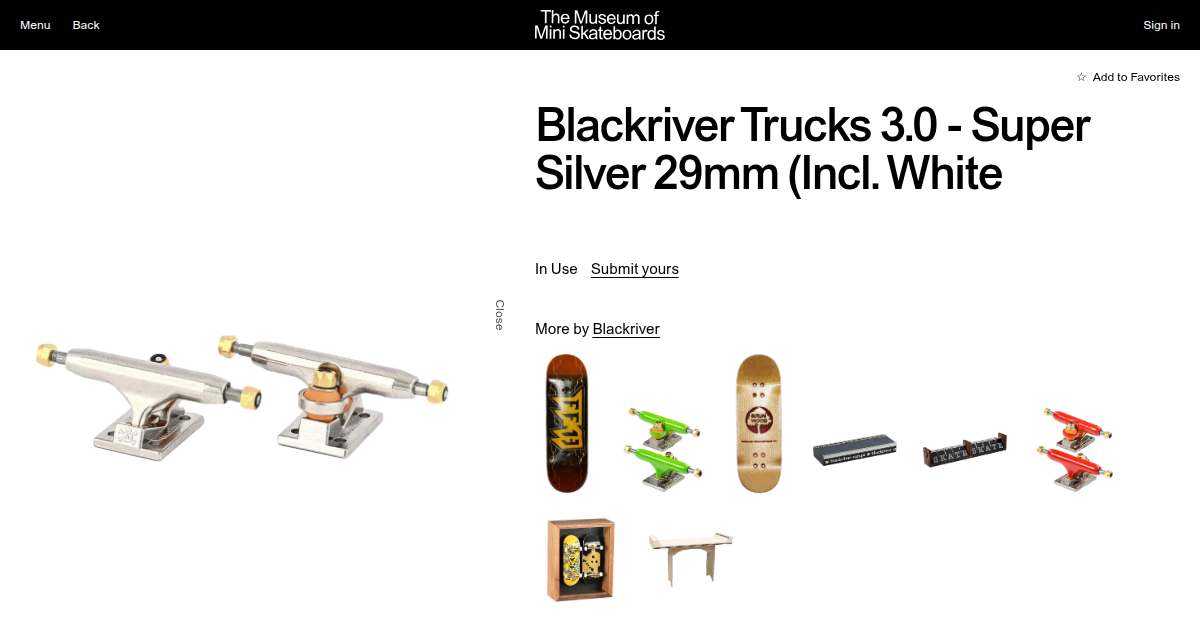 Menu
Back
The Museum of
Mini Skateboards
Sign in
☆ Add to Favorites
Blackriver Trucks 3.0 - Super
Silver 29mm (Incl. White
In Use
Submit yours
Close
More by Blackriver